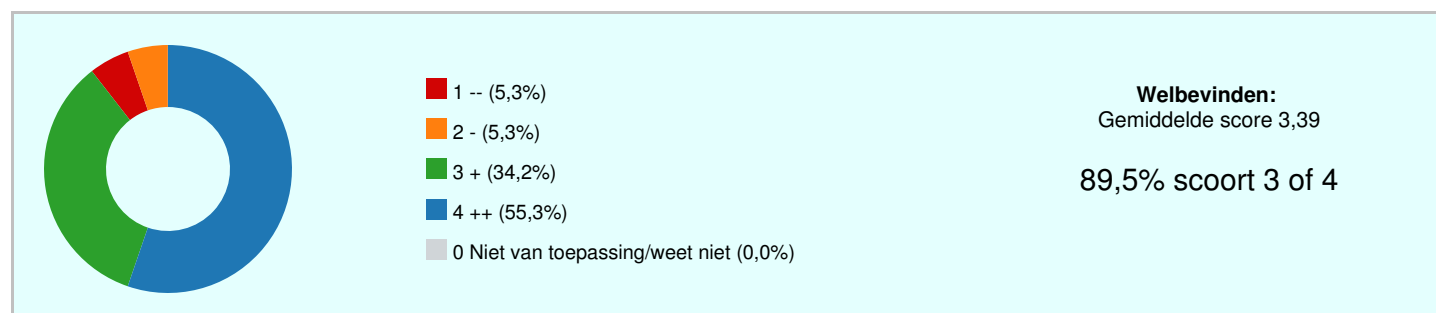 1 -- (5,3%)
2 - (5,3%)
3 + (34,2%)
4 ++ (55,3%)
0 Niet van toepassing/weet niet (0,0%)
Welbevinden:
Gemiddelde score 3,39
89,5% scoort 3 of 4